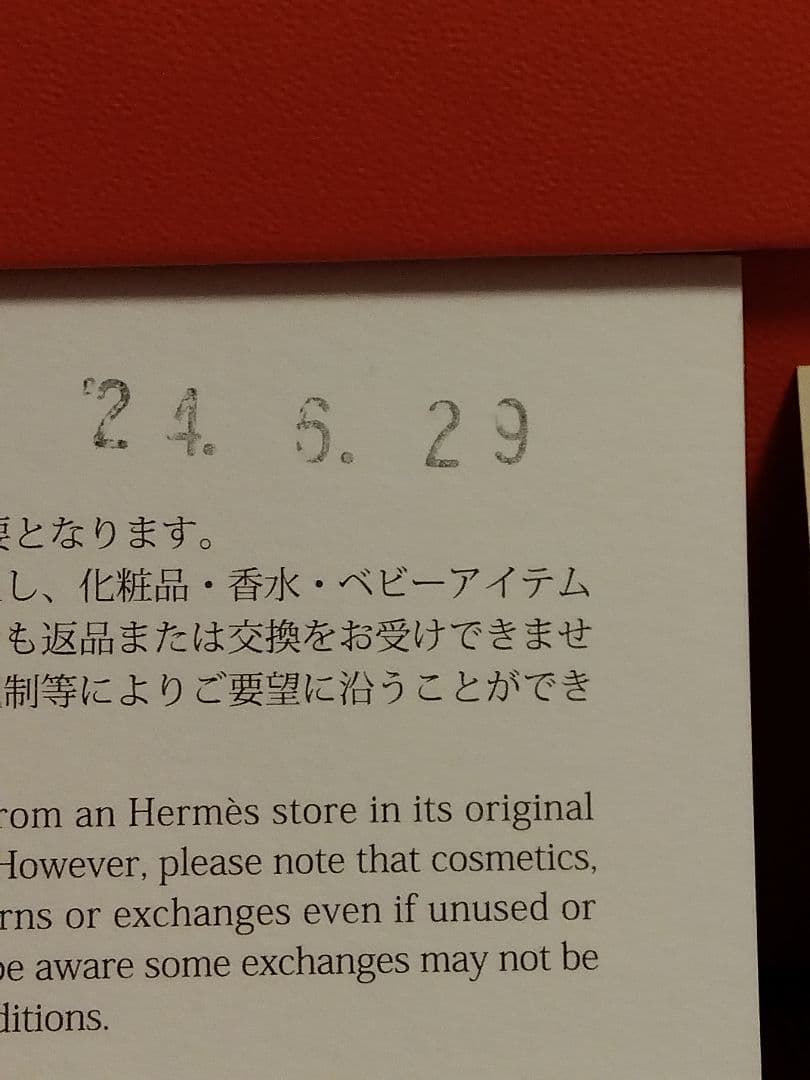 '24. 6. 29
となります。
し、化粧品・香水・ベビーアイテム
も返品または交換をお受けできませ
制等によりご要望に沿うことができ
from an Hermès store in its original
However, please note that cosmetics,
rns or exchanges even if unused or
be aware some exchanges may not be
ditions.